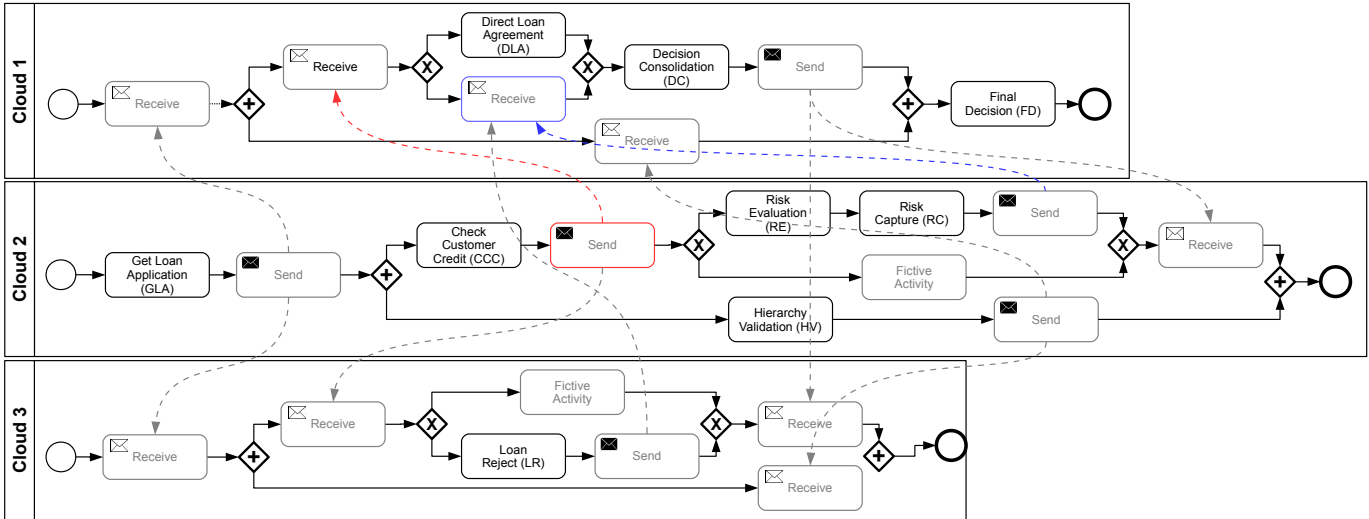 Cloud 1
Receive
Receive
Direct Loan
Agreement
(DLA)
Receive
X
X
Decision
Consolidation
(DC)
Send
Receive
Final
Decision (FD)
Cloud 2
Get Loan
Application
(GLA)
Send
Check
Customer
Credit (CCC)
Send
X
Risk
Evaluation
(RE)
Risk
Capture (RC)
Send
Fictive
Activity
X
Receive
Hierarchy
Validation (HV)
Send
Cloud 3
Receive
Receive
X
Fictive
Activity
Loan
Reject (LR)
Send
X
Receive
Receive